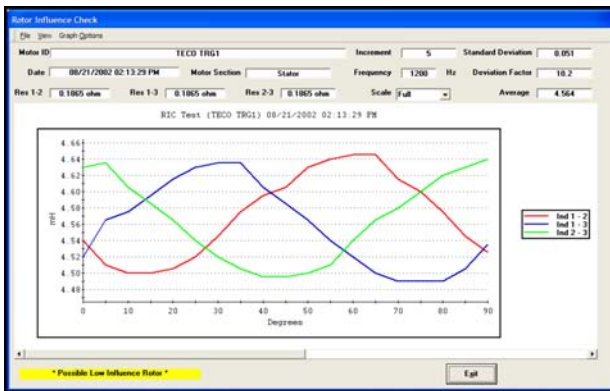 Rotor Influence Check
File View Graph Options
Motor ID TECO TRG1 Increment 5 Standard Deviation 0.051
Date 08/21/2002 02:13:29 PM Motor Section Stator Frequency 1200 Hz Deviation Factor 10.2
Res 1-2 0.1865 ohm Res 1-3 0.1865 ohm Res 2-3 0.1865 ohm Scale Full Average 4.564
RIC Test (TECO TRG1) 08/21/2002 02:13:29 PM
4.66
4.64
4.62
4.60
4.58
4.56
4.54
4.52
4.50
4.48
mH
0 10 20 30 40 50 60 70 80 90
Degrees
Ind 1 - 2
Ind 1 - 3
Ind 2 - 3
* Possible Low Influence Rotor *
Exit